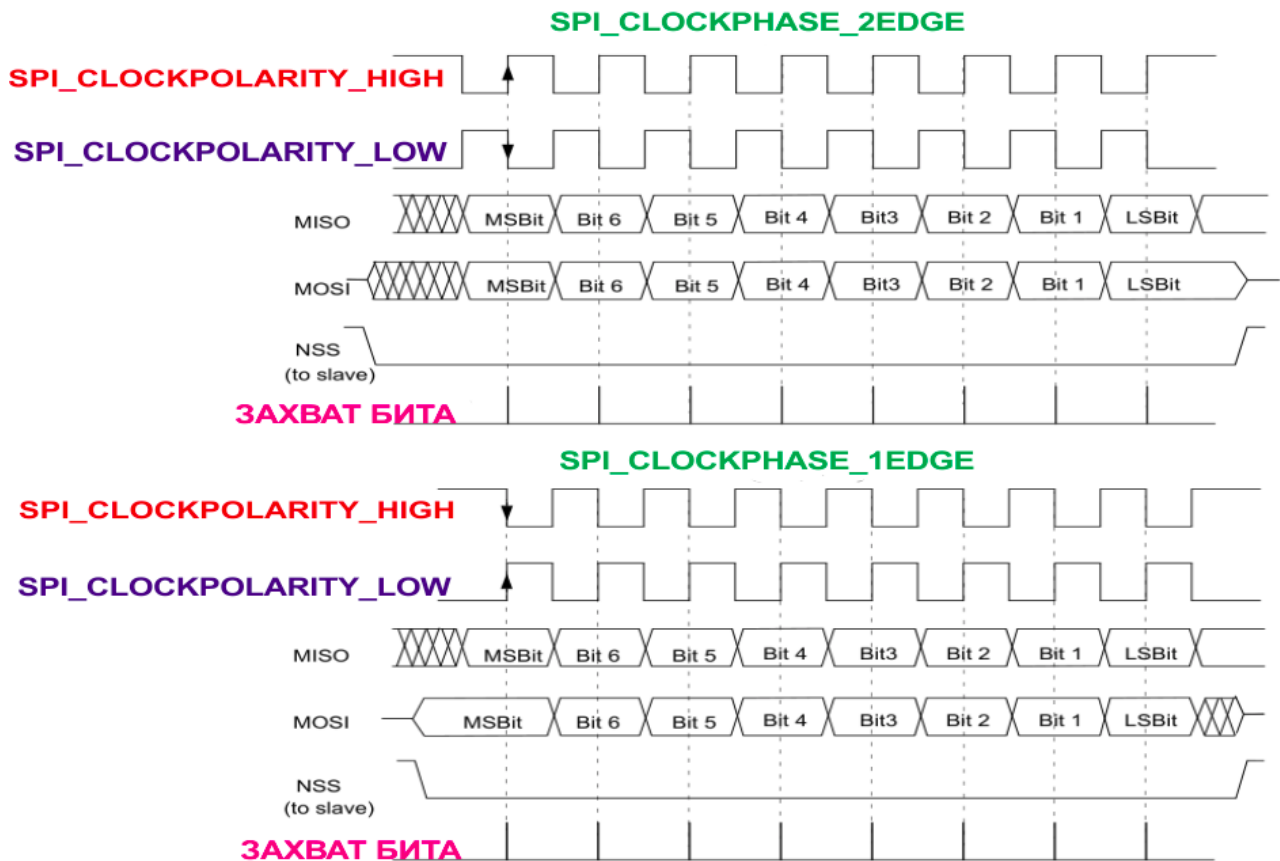 SPI_CLOCKPHASE_2EDGE
SPI_CLOCKPOLARITY_HIGH
SPI_CLOCKPOLARITY_LOW
MISO MSBit Bit 6 Bit 5 Bit 4 Bit3 Bit 2 Bit 1 LSBit
MOSI MSBit Bit 6 Bit 5 Bit 4 Bit3 Bit 2 Bit 1 LSBit
NSS
(to slave)
ЗАХВАТ БИТА
SPI_CLOCKPHASE_1EDGE
SPI_CLOCKPOLARITY_HIGH
SPI_CLOCKPOLARITY_LOW
MISO MSBit Bit 6 Bit 5 Bit 4 Bit3 Bit 2 Bit 1 LSBit
MOSI MSBit Bit 6 Bit 5 Bit 4 Bit3 Bit 2 Bit 1 LSBit
NSS
(to slave)
ЗАХВАТ БИТА